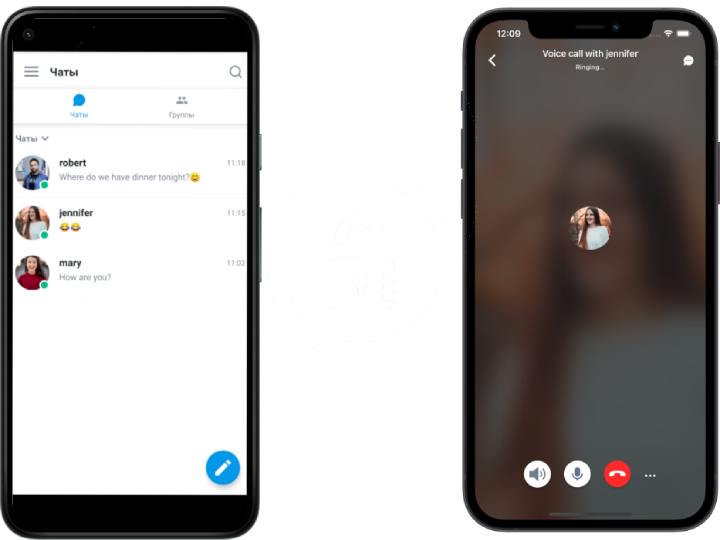 Чаты
Чаты
Группы
Чаты
robert
11:18
Where do we have dinner tonight?😊
jennifer
11:15
😂😂
mary
11:02
How are you?
12:09
Voice call with jennifer
Ringing...